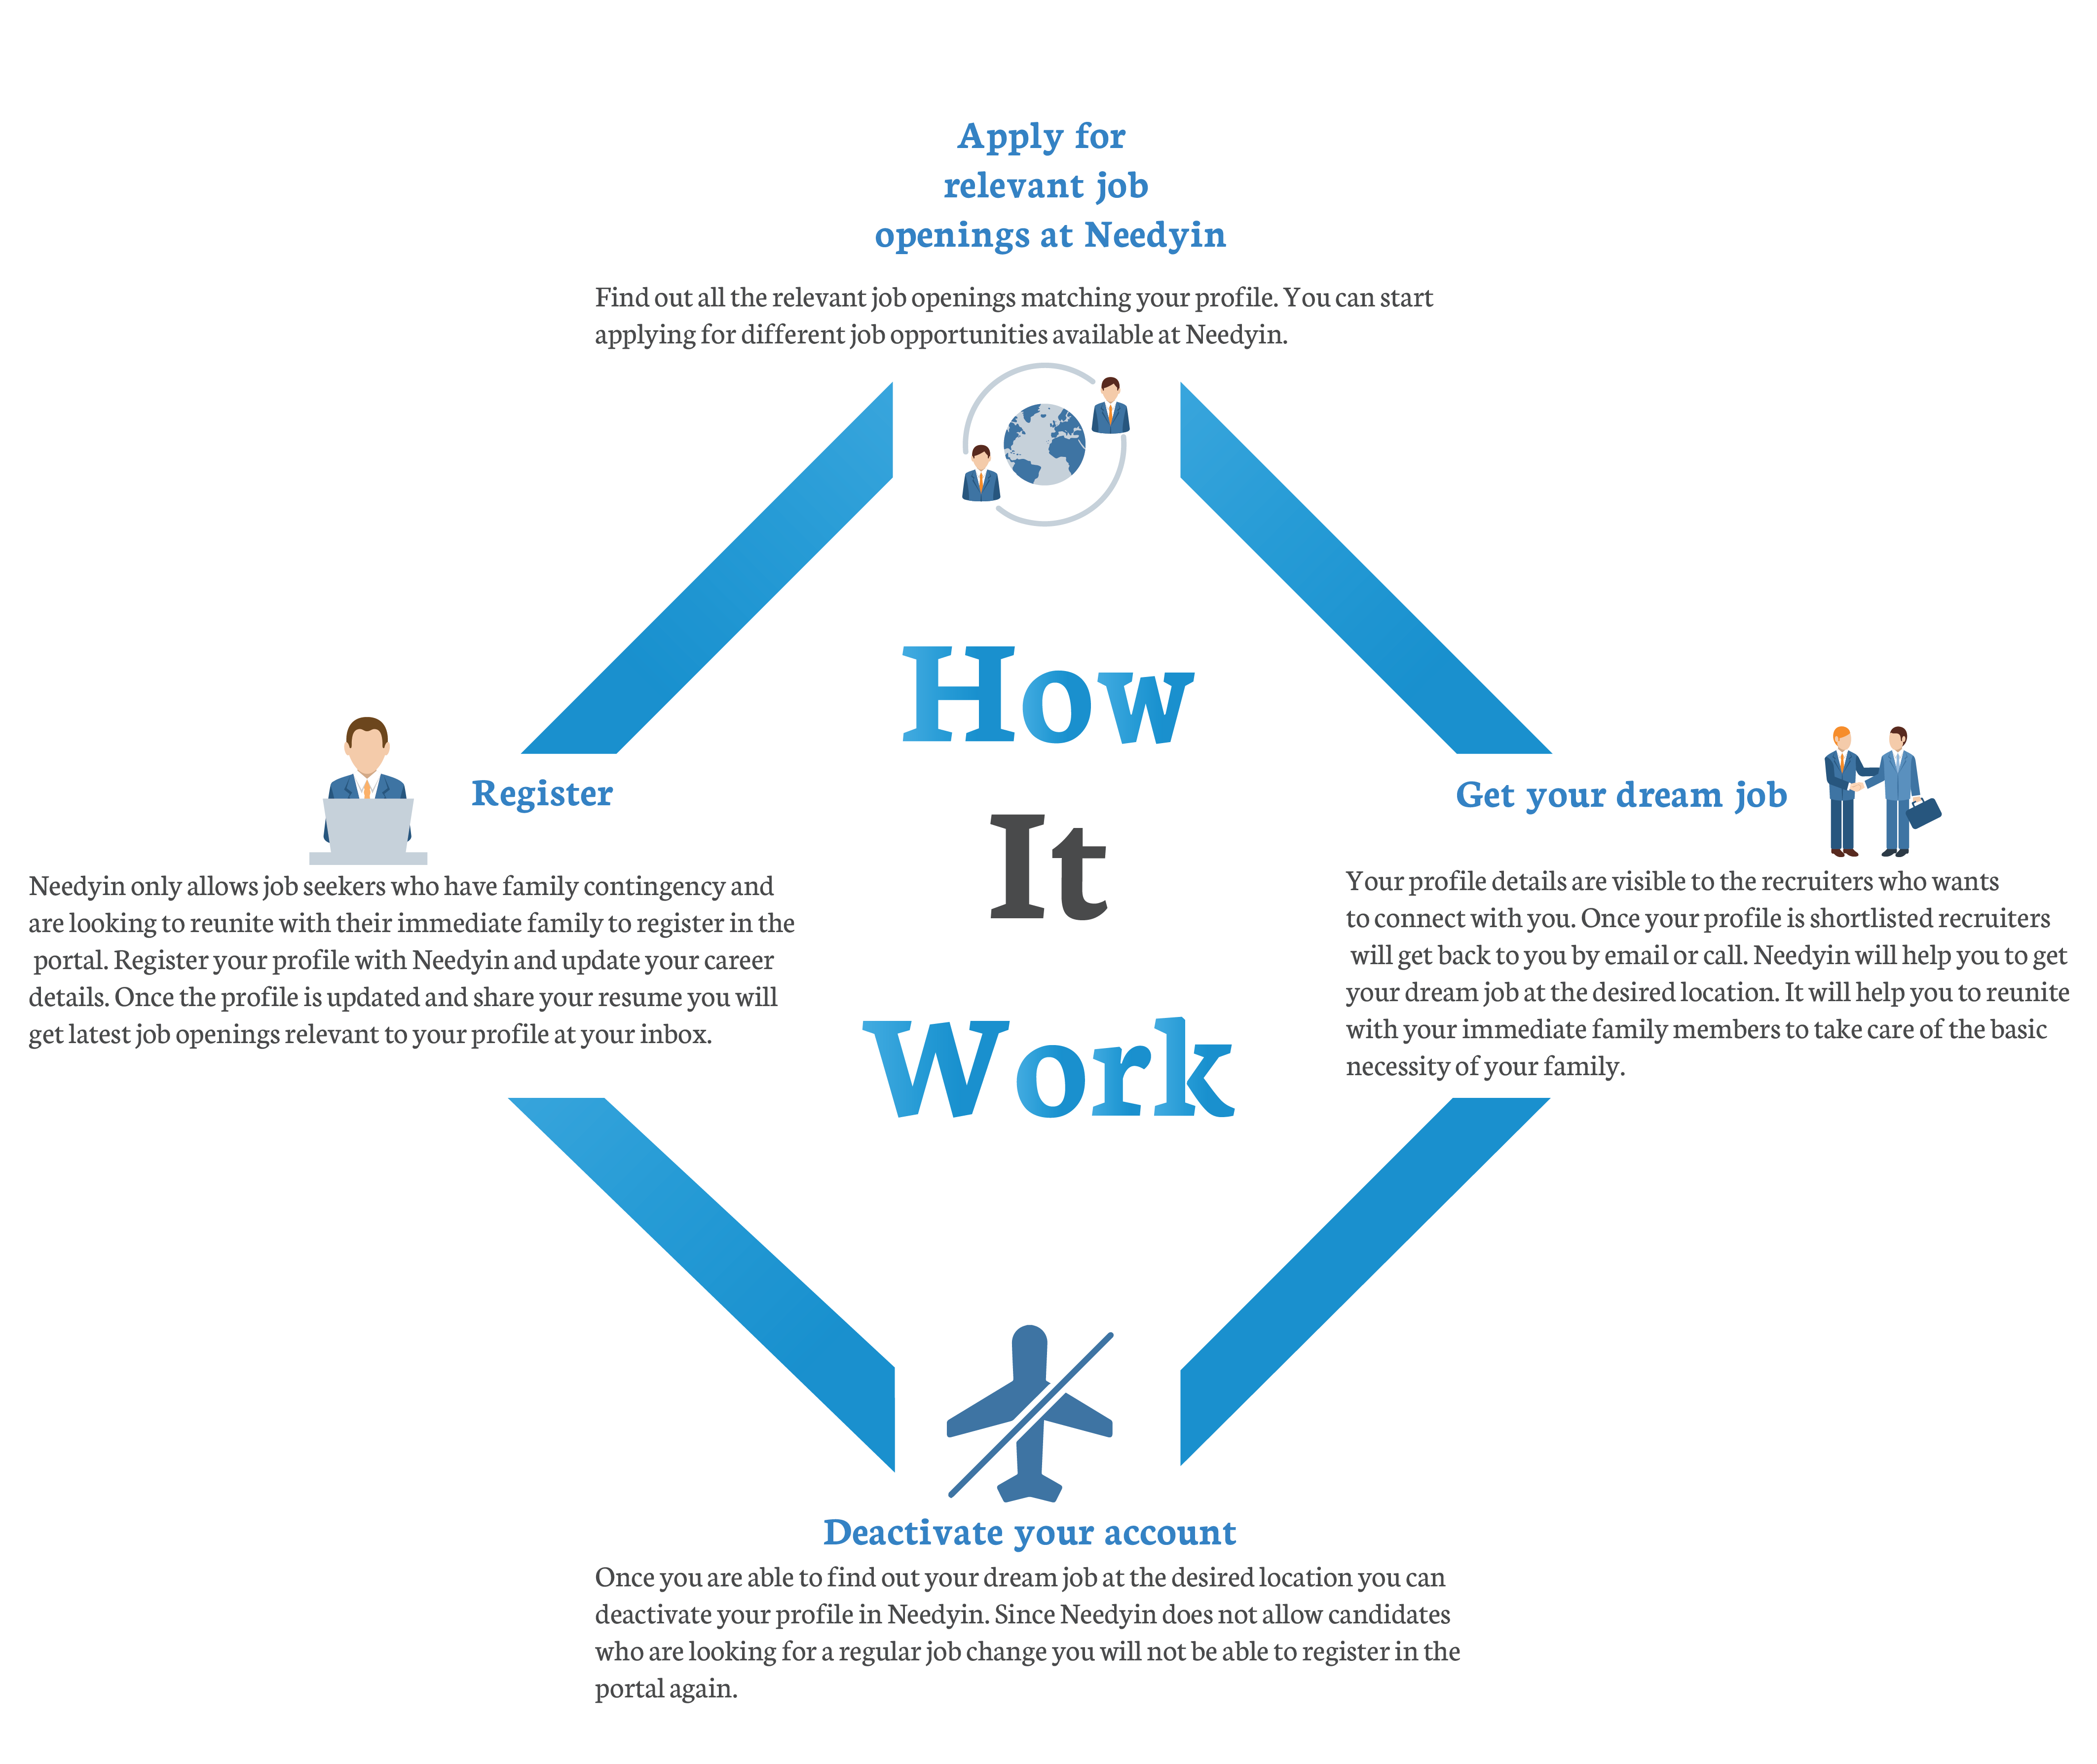 Apply for
relevant job
openings at Needyin
Find out all the relevant job openings matching your profile. You can start
applying for different job opportunities available at Needyin.
How
It
Work
Register
Needyin only allows job seekers who have family contingency and
are looking to reunite with their immediate family to register in the
portal. Register your profile with Needyin and update your career
details. Once the profile is updated and share your resume you will
get latest job openings relevant to your profile at your inbox.
Get your dream job
Your profile details are visible to the recruiters who wants
to connect with you. Once your profile is shortlisted recruiters
will get back to you by email or call. Needyin will help you to get
your dream job at the desired location. It will help you to reunite
with your immediate family members to take care of the basic
necessity of your family.
Deactivate your account
Once you are able to find out your dream job at the desired location you can
deactivate your profile in Needyin. Since Needyin does not allow candidates
who are looking for a regular job change you will not be able to register in the
portal again.